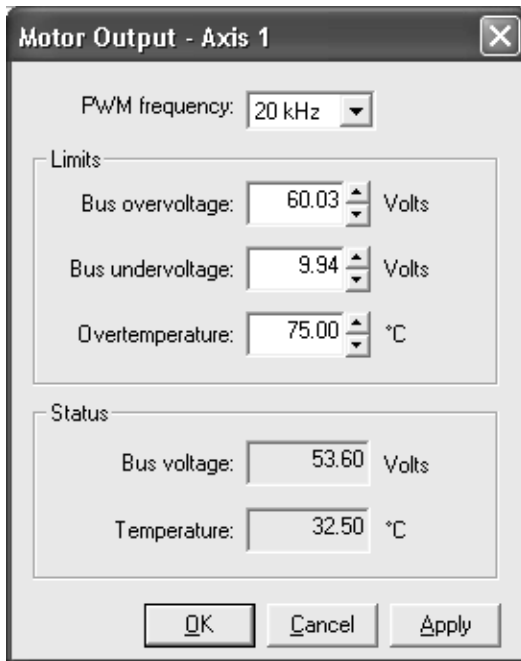 Motor Output - Axis 1
PWM frequency: 20 kHz
Limits
Bus overvoltage: 60.03 Volts
Bus undervoltage: 9.94 Volts
Overtemperature: 75.00 °C
Status
Bus voltage: 53.60 Volts
Temperature: 32.50 °C
OK Cancel Apply